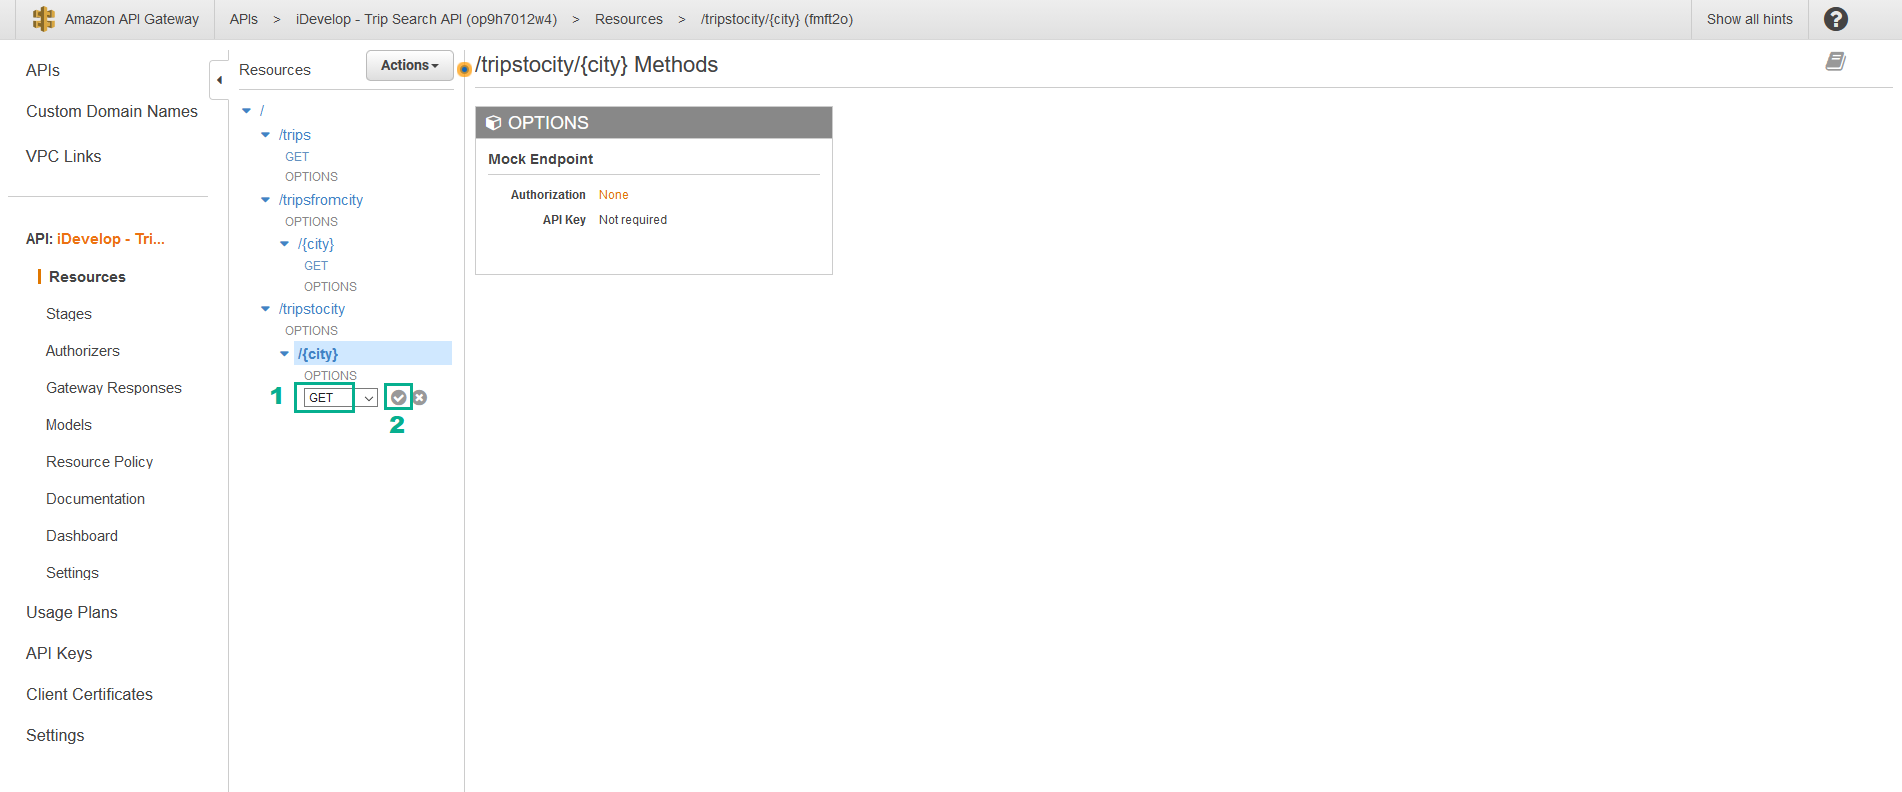 Amazon API Gateway
APIs > iDevelop - Trip Search API (op9h7012w4) > Resources > /tripstocity/{city} (fmft2o)
Show all hints
?
APIs
Custom Domain Names
VPC Links
API: iDevelop - Tri...
Resources
Stages
Authorizers
Gateway Responses
Models
Resource Policy
Documentation
Dashboard
Settings
Usage Plans
API Keys
Client Certificates
Settings
Resources
Actions
/
/trips
GET
OPTIONS
/tripsfromcity
OPTIONS
/{city}
GET
OPTIONS
/tripstocity
OPTIONS
/{city}
OPTIONS
1 GET
2
/tripstocity/{city} Methods
OPTIONS
Mock Endpoint
Authorization None
API Key Not required